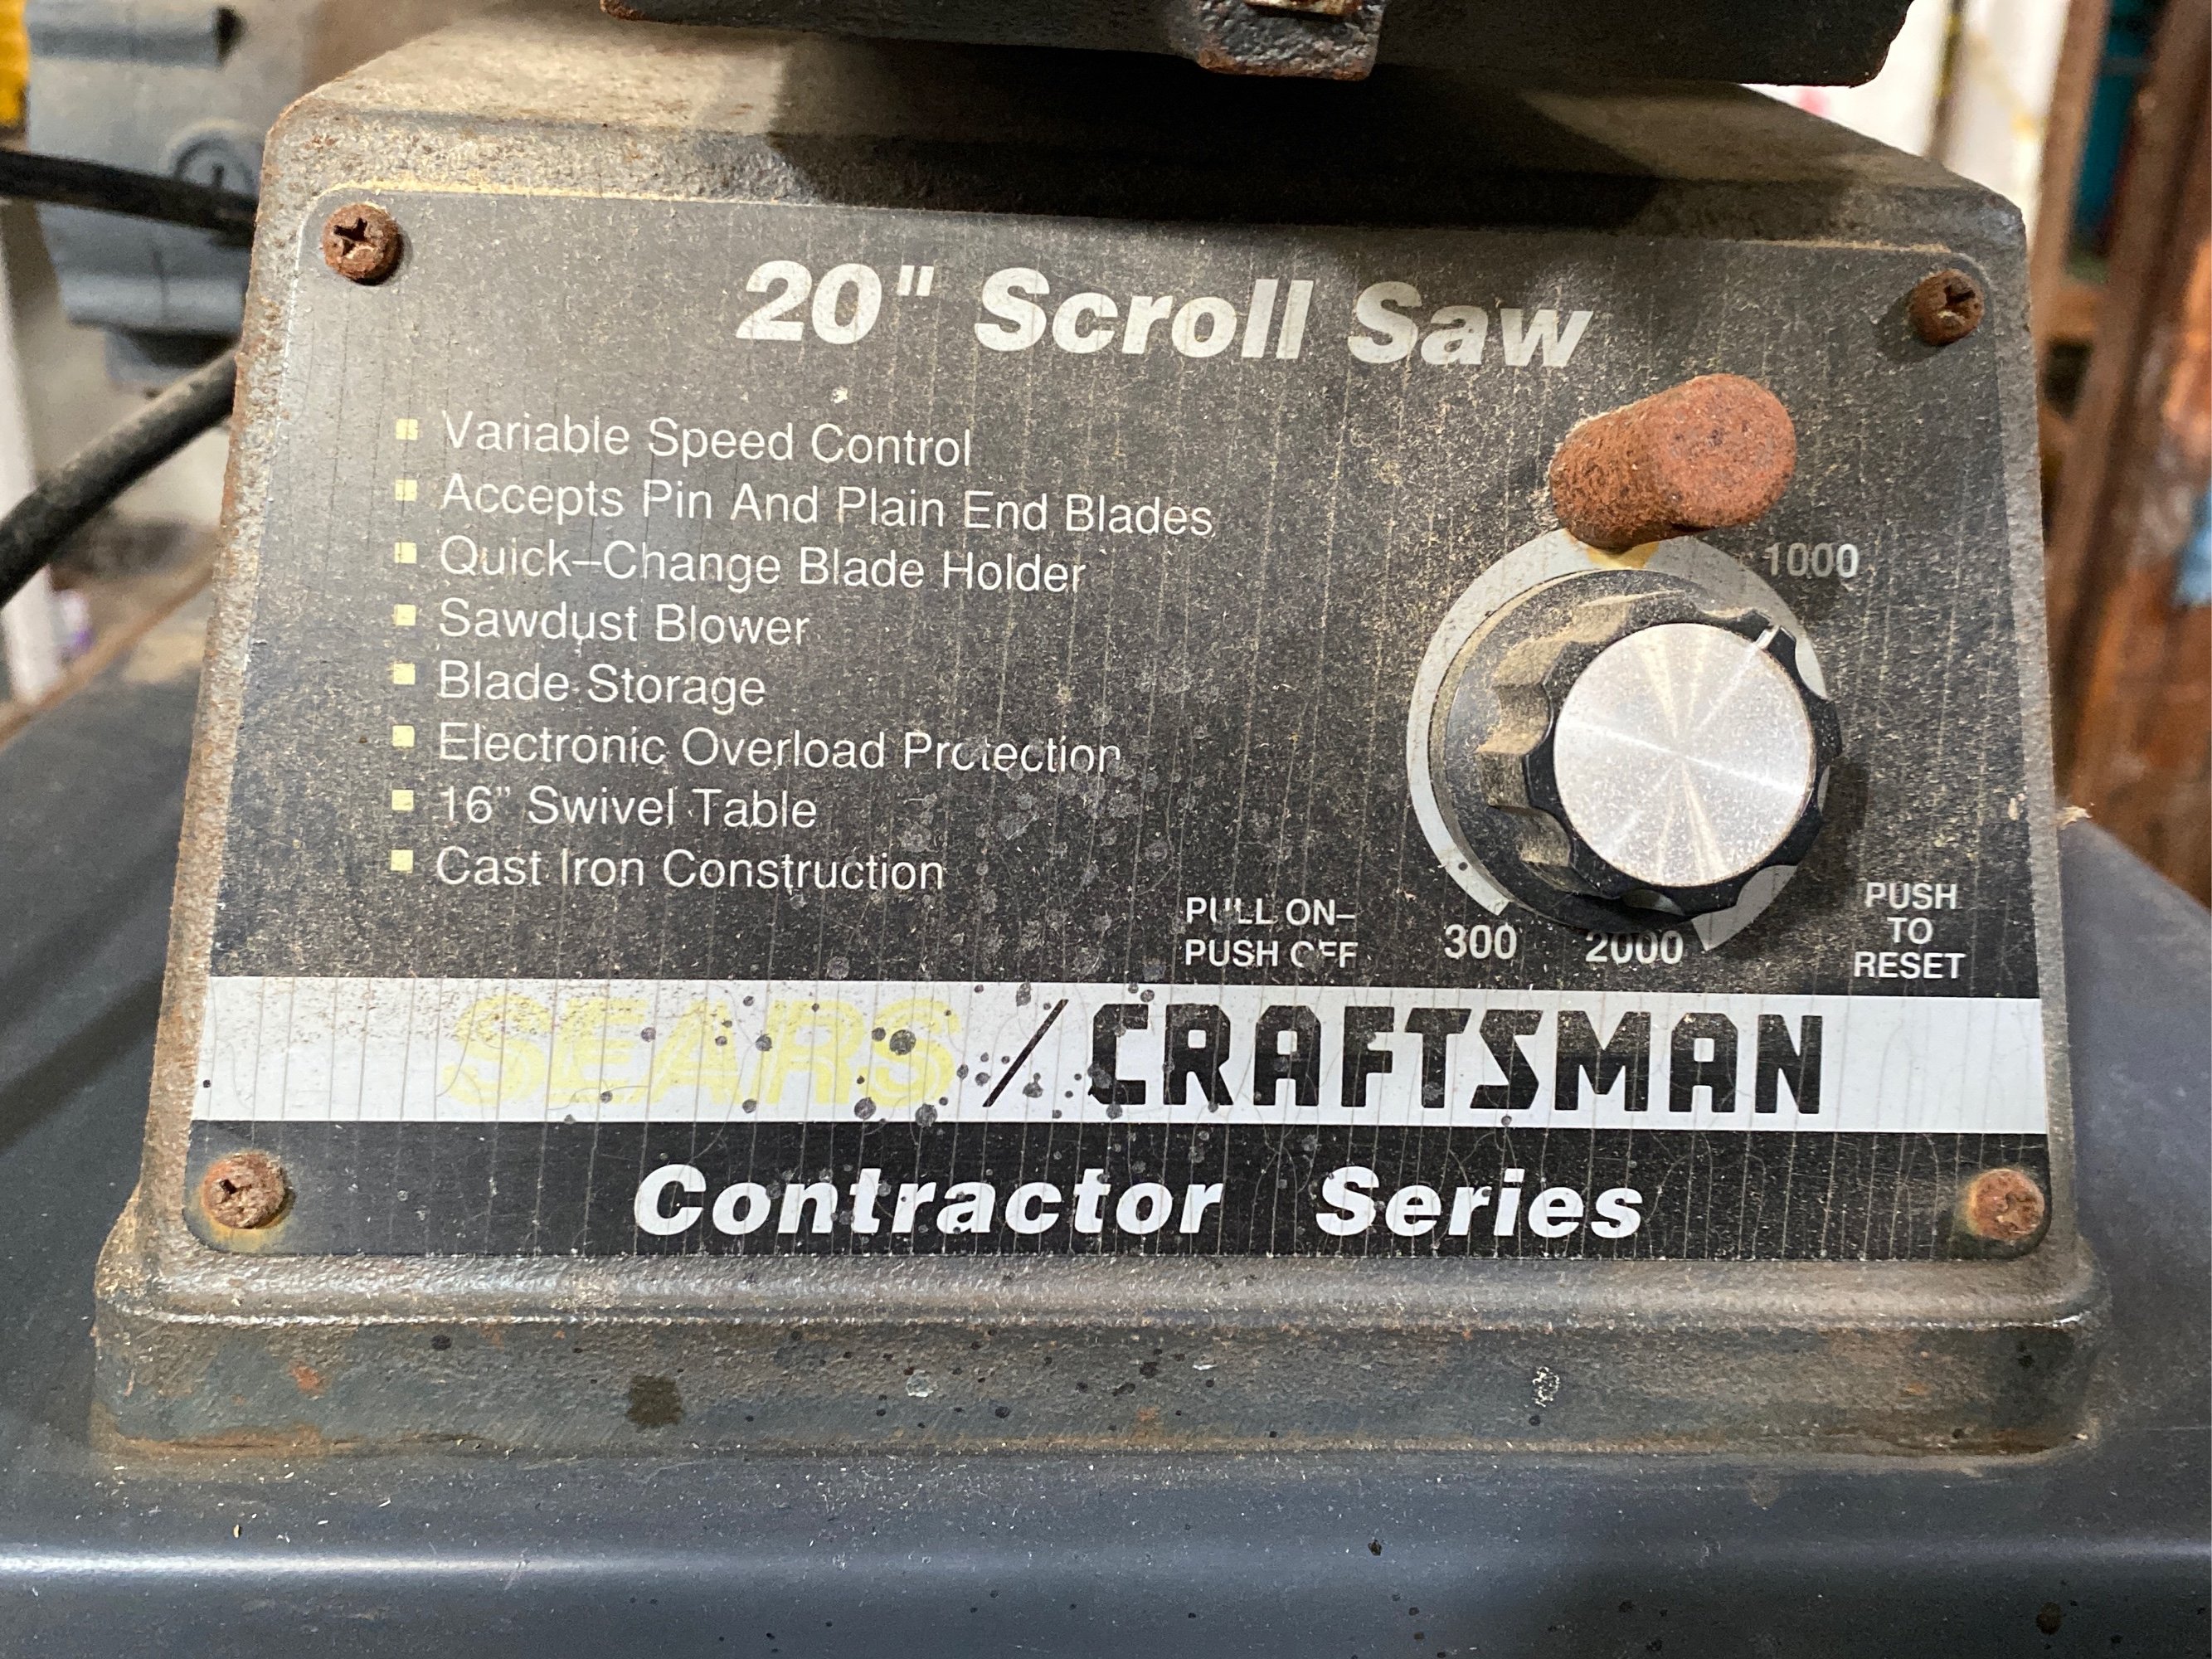 20" Scroll Saw
Variable Speed Control
Accepts Pin And Plain End Blades
Quick–Change Blade Holder
Sawdust Blower
Blade Storage
Electronic Overload Protection
16” Swivel Table
Cast Iron Construction
1000
PULL ON–
PUSH OFF
300
2000
PUSH
TO
RESET
SEARS / CRAFTSMAN
Contractor Series